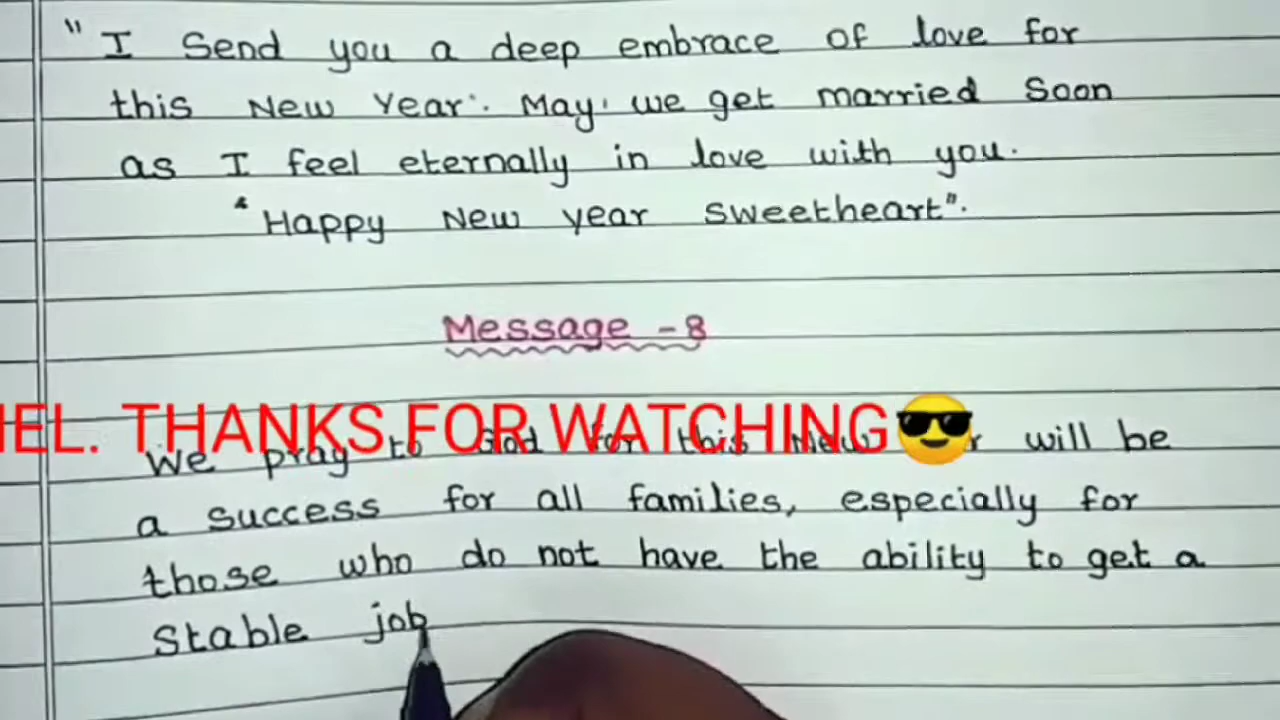 "I Send you a deep embrace of love for
this New Year. May we get married Soon
as I feel eternally in love with you.
"Happy New year sweetheart".
Message - 8
HEL. THANKS FOR WATCHING😎
We pray to God for this New will be
a success for all families, especially for
those who do not have the ability to get a
Stable job